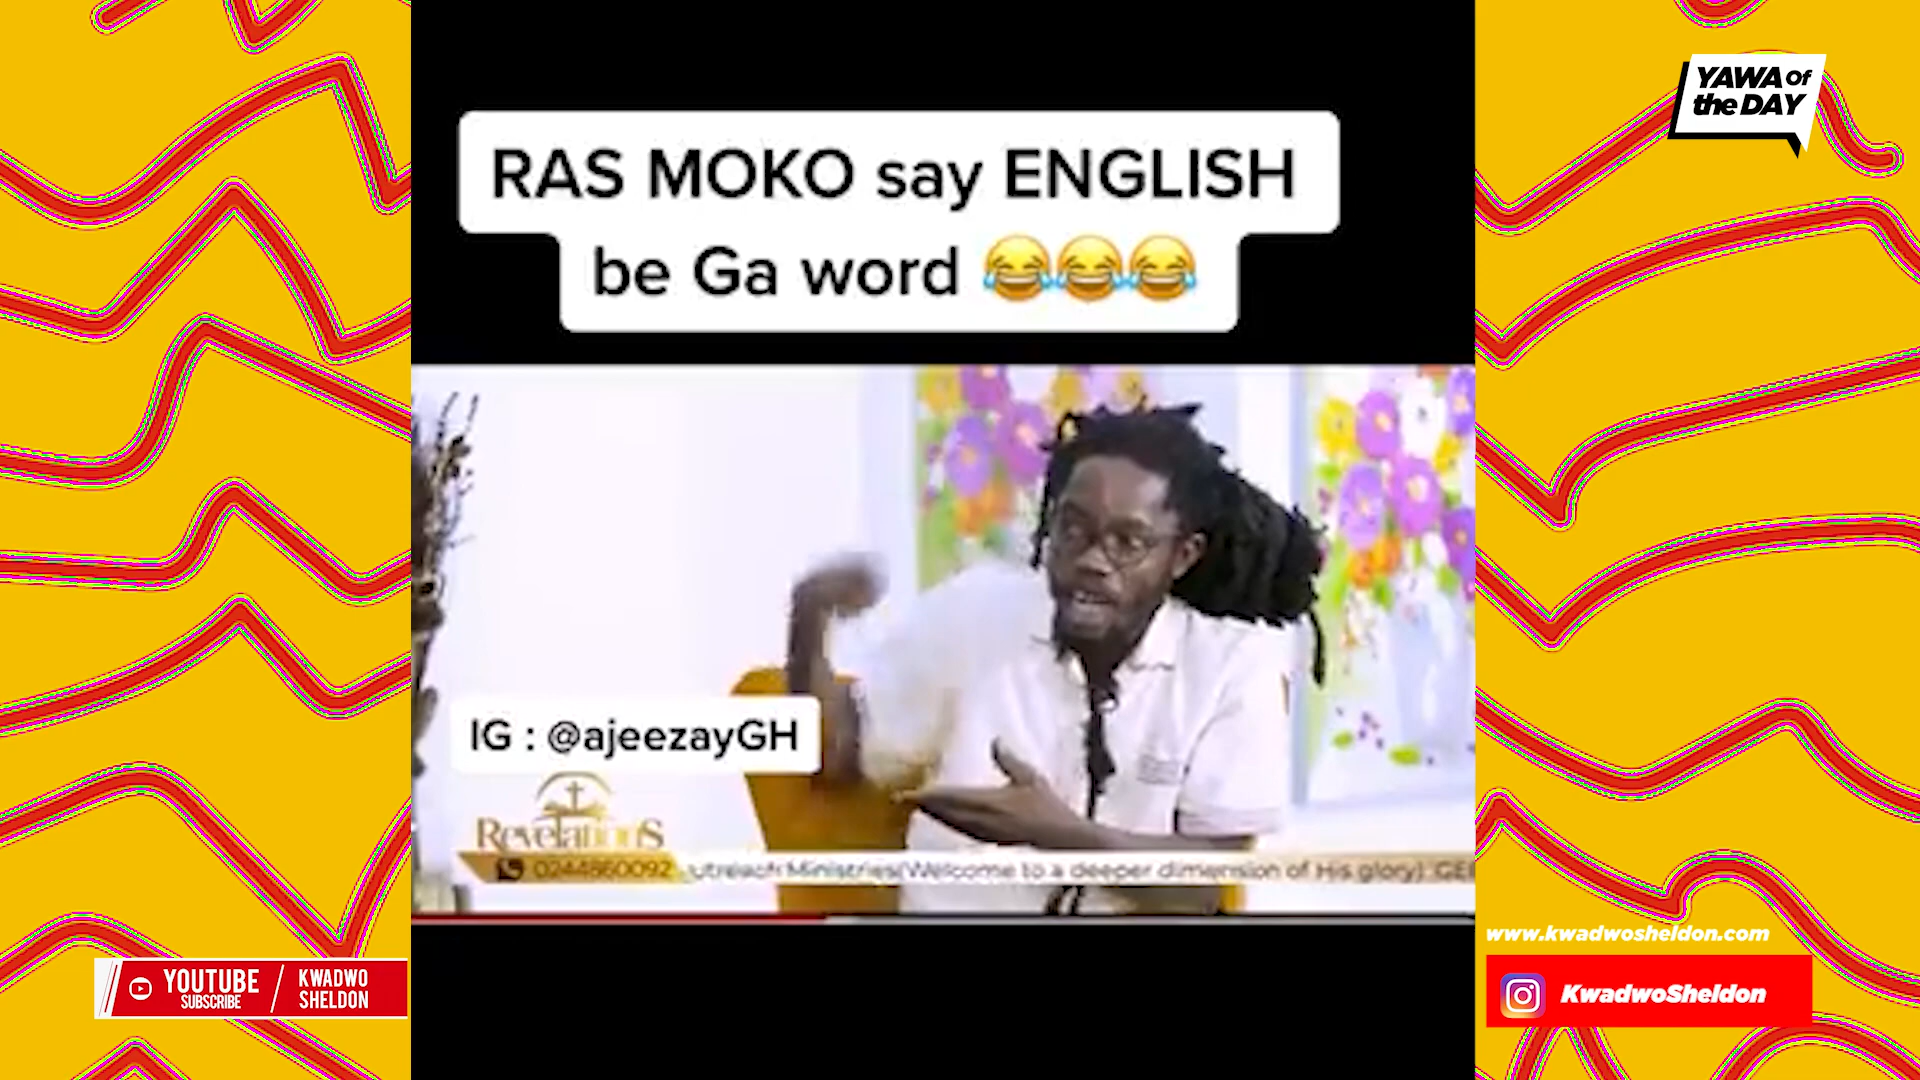 YAWA of
the DAY
RAS MOKO say ENGLISH
be Ga word 😂😂😂
IG : @ajeezayGH
Revelations
0244860092 utreach Ministries(Welcome to a deeper dimension of His glory) GEI
www.kwadwosheldon.com
YOUTUBE
SUBSCRIBE
KWADWO
SHELDON
KwadwoSheldon